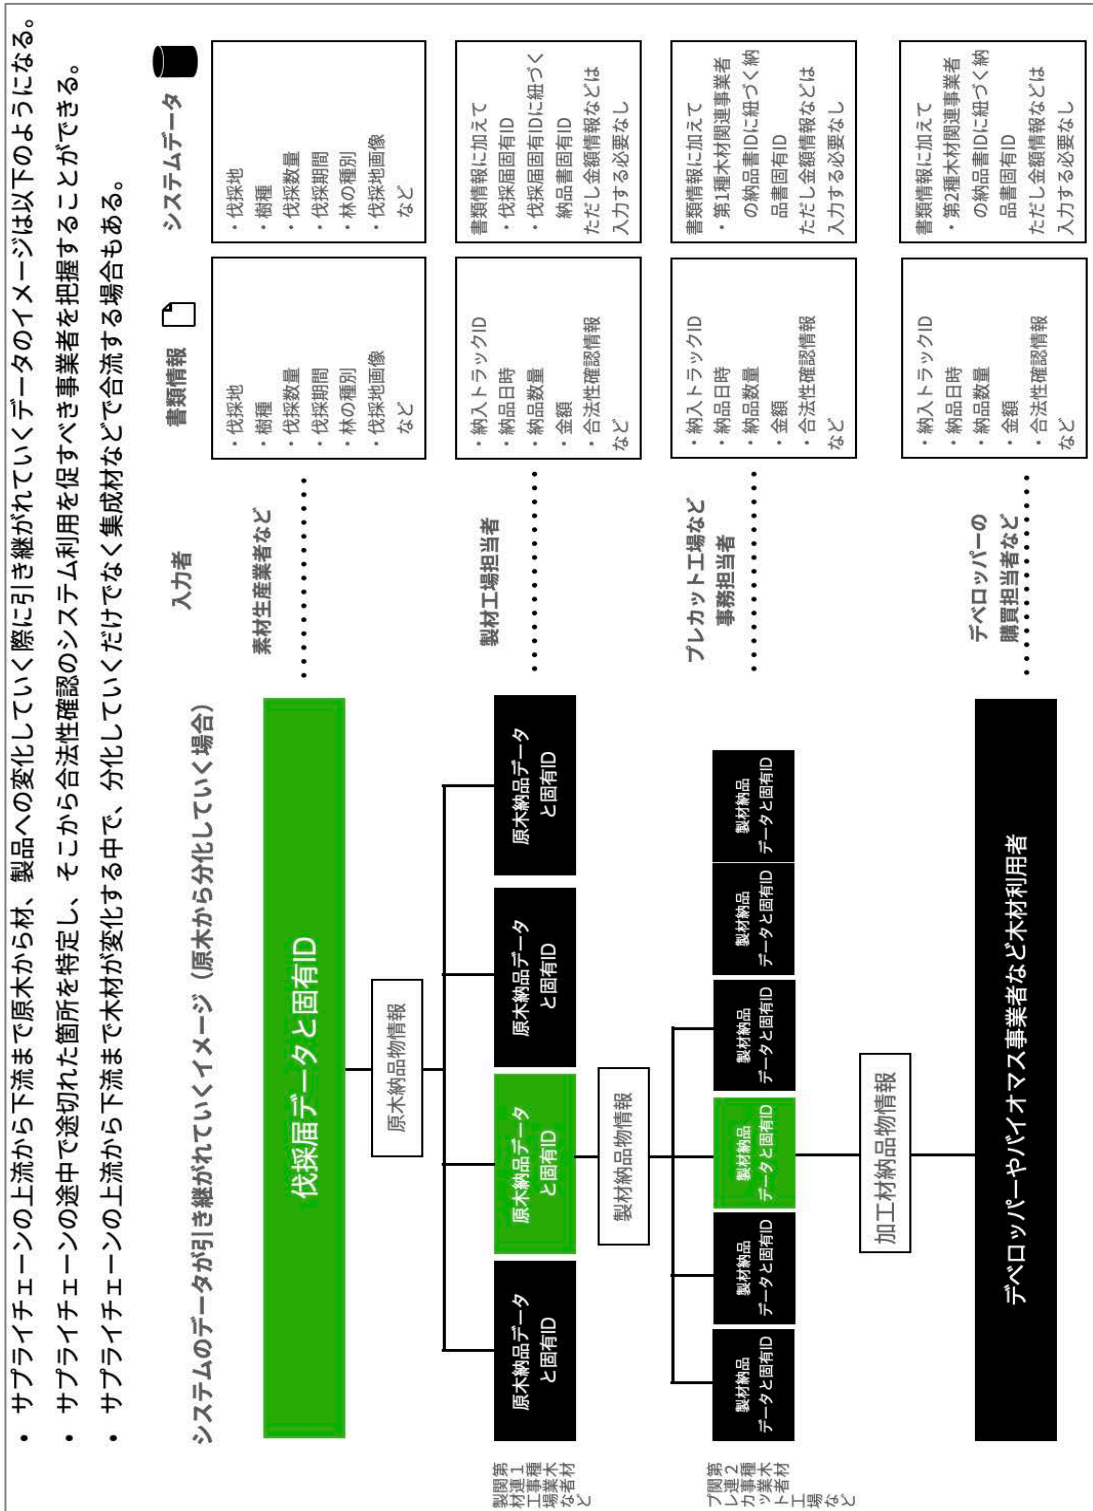 ・ サプライチェーンの上流から下流まで原木から材、製品への変化していく際に引き継がれていくデータのイメージは以下のようになる。
・ サプライチェーンの途中で途切れた箇所を特定し、そこから合法性確認のシステム利用を促すべき事業者を把握することができる。
・ サプライチェーンの上流から下流まで木材が変化する中で、分化していくだけでなく集成材などで合流する場合もある。
システムのデータが引き継がれていくイメージ（原木から分化していく場合）
入力者
書類情報
システムデータ
伐採届データと固有ID
素材生産業者など
・伐採地
・樹種
・伐採数量
・伐採期間
・林の種別
・伐採地画像
など
・伐採地
・樹種
・伐採数量
・伐採期間
・林の種別
・伐採地画像
など
原木納品物情報
第1種木材
関連事業者
製材工場など
原木納品データ
と固有ID
原木納品データ
と固有ID
原木納品データ
と固有ID
原木納品データ
と固有ID
製材工場担当者
・納入トラックID
・納品日時
・納品数量
・金額
・合法性確認情報
など
書類情報に加えて
・伐採届固有ID
・伐採届固有IDに紐づく
納品書固有ID
ただし金額情報などは
入力する必要なし
製材納品物情報
第2種木材
関連事業者
プレカット工場など
製材納品
データと固有ID
製材納品
データと固有ID
製材納品
データと固有ID
製材納品
データと固有ID
製材納品
データと固有ID
製材納品
データと固有ID
プレカット工場など
事務担当者
・納入トラックID
・納品日時
・納品数量
・金額
・合法性確認情報
など
書類情報に加えて
・第1種木材関連事業者
の納品書IDに紐づく納
品書固有ID
ただし金額情報などは
入力する必要なし
加工材納品物情報
デベロッパーやバイオマス事業者など木材利用者
デベロッパーの
購買担当者など
・納入トラックID
・納品日時
・納品数量
・金額
・合法性確認情報
など
書類情報に加えて
・第2種木材関連事業者
の納品書IDに紐づく納
品書固有ID
ただし金額情報などは
入力する必要なし